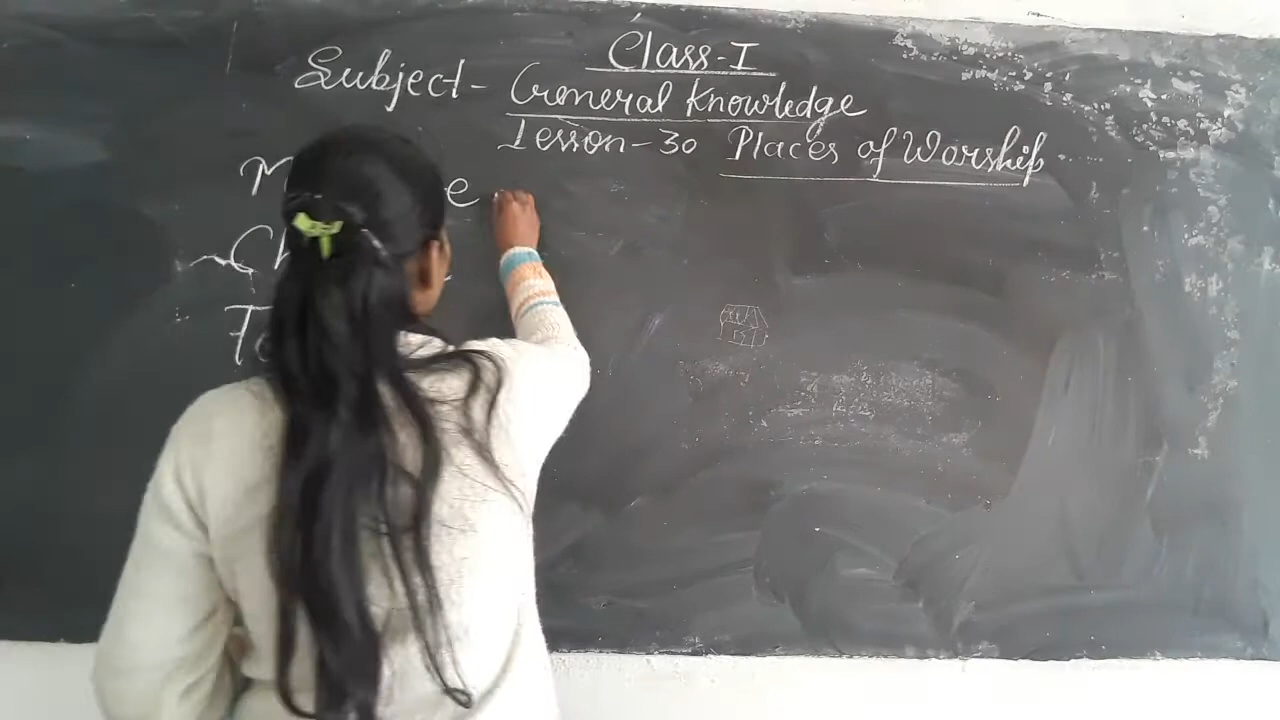 Class-I
Subject- General Knowledge
Lesson-30 Places of Worship